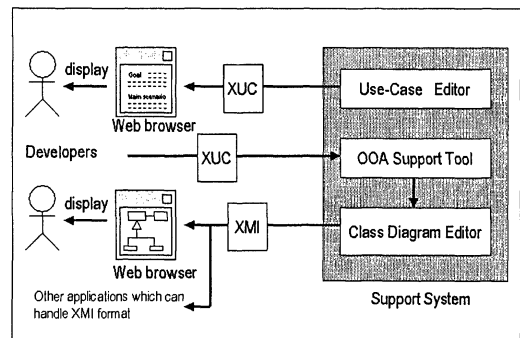 display
Goal
Main scenario
XUC
Use-Case Editor
Web browser
Developers
XUC
OOA Support Tool
display
XMI
Class Diagram Editor
Web browser
Other applications which can
handle XMI format
Support System